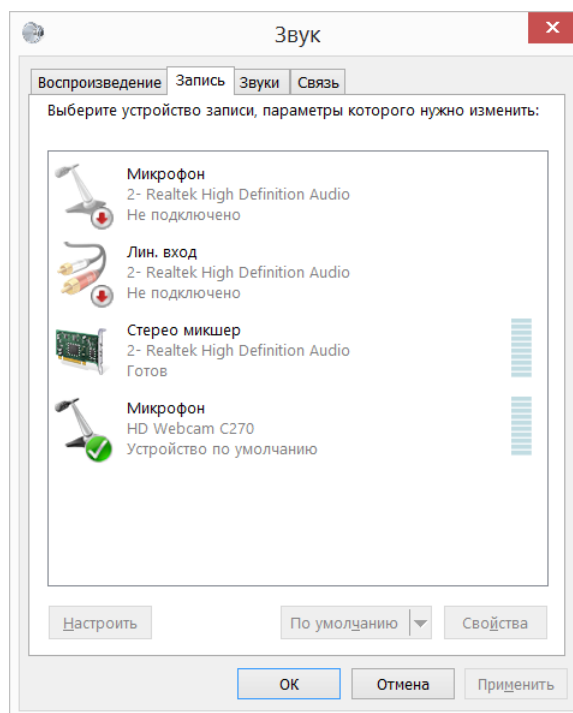 Звук
Воспроизведение Запись Звуки Связь
Выберите устройство записи, параметры которого нужно изменить:
Микрофон
2- Realtek High Definition Audio
Не подключено
Лин. вход
2- Realtek High Definition Audio
Не подключено
Стерео микшер
2- Realtek High Definition Audio
Готов
Микрофон
HD Webcam C270
Устройство по умолчанию
Настроить По умолчанию Свойства
ОК Отмена Применить